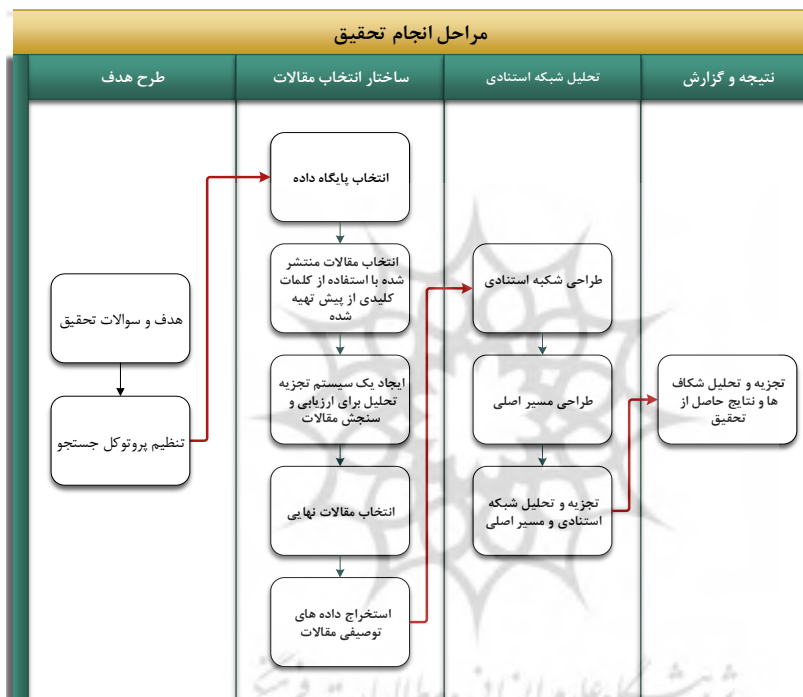 مراحل انجام تحقیق
طرح هدف
ساختار انتخاب مقالات
تحلیل شبکه استنادی
نتیجه و گزارش
هدف و سوالات تحقیق
تنظیم پروتوکل جستجو
انتخاب پایگاه داده
انتخاب مقالات منتشر
شده با استفاده از کلمات
کلیدی از پیش تهیه
شده
ایجاد یک سیستم تجزیه
تحلیل برای ارزیابی و
سنجش مقالات
انتخاب مقالات نهایی
استخراج داده های
توصیفی مقالات
طراحی شکبه استنادی
طراحی مسیر اصلی
تجزیه و تحلیل شبکه
استنادی و مسیر اصلی
تجزیه و تحلیل شکاف
ها و نتایج حاصل از
تحقیق